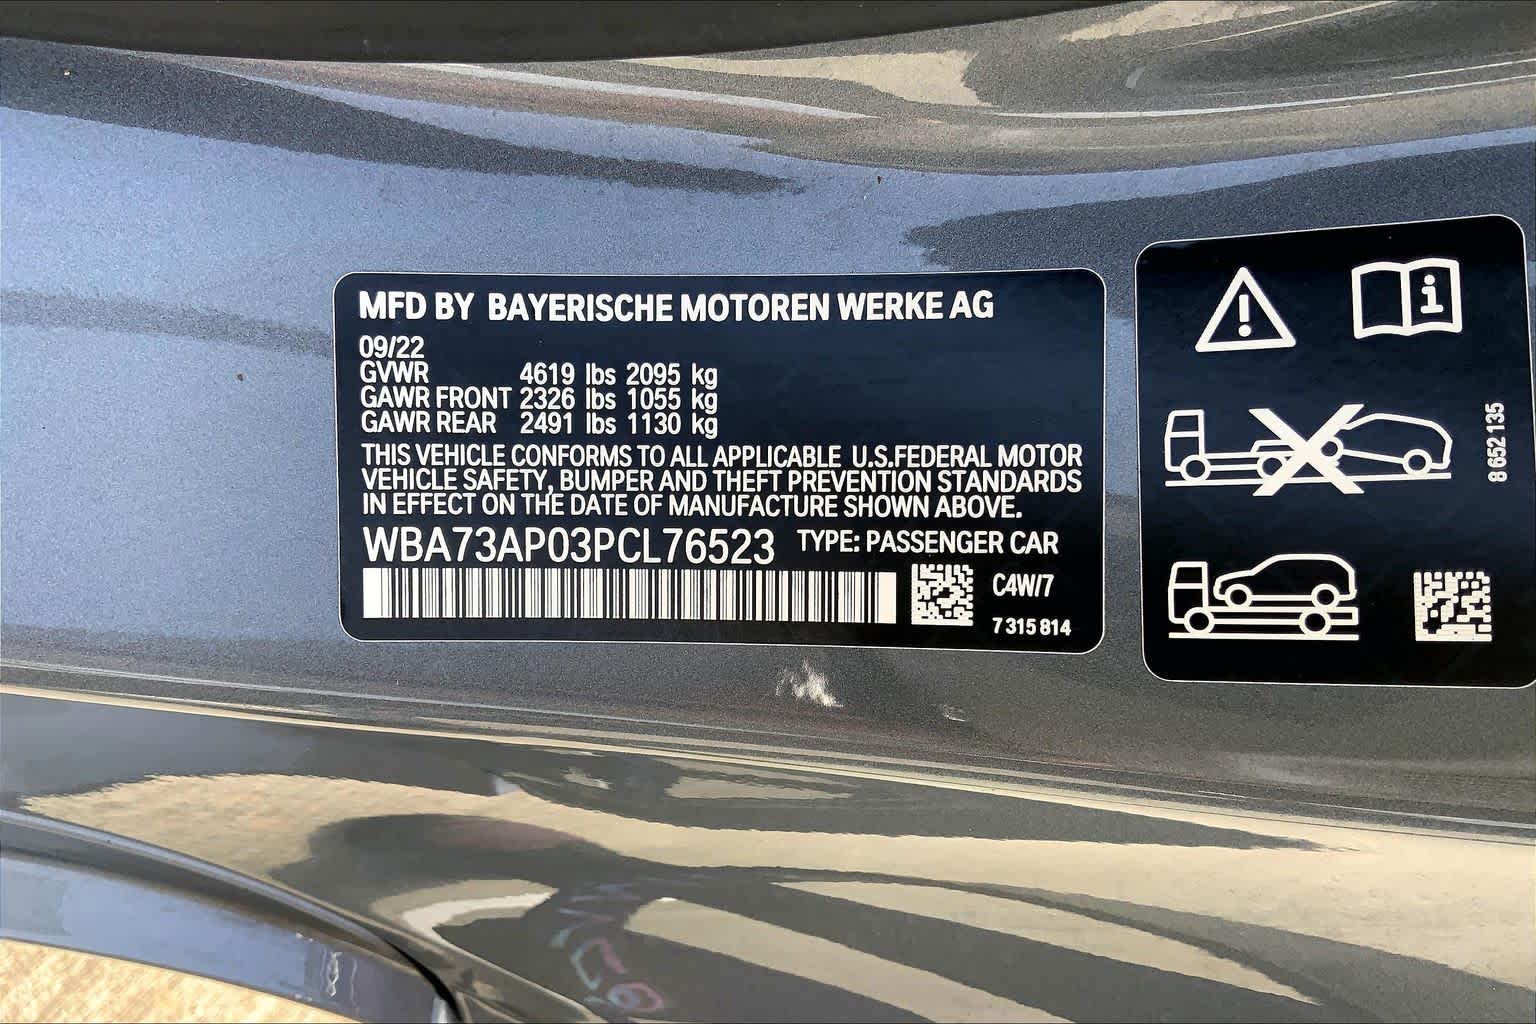 MFD BY BAYERISCHE MOTOREN WERKE AG
09/22
GVWR 4619 lbs 2095 kg
GAWR FRONT 2326 lbs 1055 kg
GAWR REAR 2491 lbs 1130 kg
THIS VEHICLE CONFORMS TO ALL APPLICABLE U.S.FEDERAL MOTOR
VEHICLE SAFETY, BUMPER AND THEFT PREVENTION STANDARDS
IN EFFECT ON THE DATE OF MANUFACTURE SHOWN ABOVE.
WBA73AP03PCL76523 TYPE: PASSENGER CAR
C4W/7
7 315 814
8 652 135